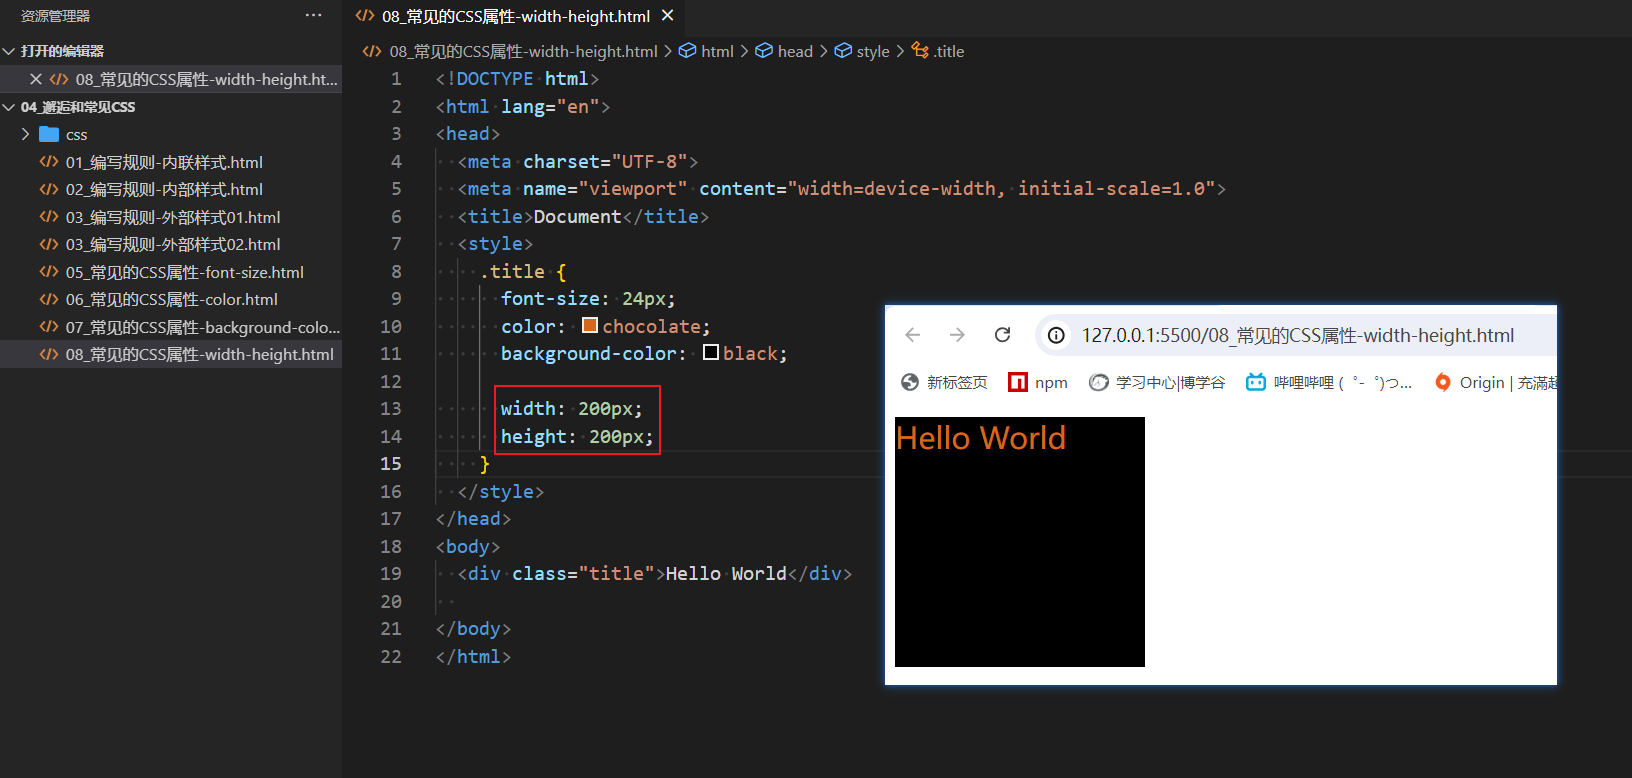 资源管理器 ···
打开的编辑器
08_常见的CSS属性-width-height.ht...
04_邂逅和常见CSS
css
01_编写规则-内联样式.html
02_编写规则-内部样式.html
03_编写规则-外部样式01.html
03_编写规则-外部样式02.html
05_常见的CSS属性-font-size.html
06_常见的CSS属性-color.html
07_常见的CSS属性-background-colo...
08_常见的CSS属性-width-height.html
08_常见的CSS属性-width-height.html
08_常见的CSS属性-width-height.html > html > head > style > .title
1 <!DOCTYPE html>
2 <html lang="en">
3 <head>
4 <meta charset="UTF-8">
5 <meta name="viewport" content="width=device-width, initial-scale=1.0">
6 <title>Document</title>
7 <style>
8 .title {
9 font-size: 24px;
10 color: chocolate;
11 background-color: black;
12
13 width: 200px;
14 height: 200px;
15 }
16 </style>
17 </head>
18 <body>
19 <div class="title">Hello World</div>
20
21 </body>
22 </html>
127.0.0.1:5500/08_常见的CSS属性-width-height.html
新标签页 npm 学习中心|博学谷 哔哩哔哩 (゜-゜)つ... Origin | 充滿超
Hello World